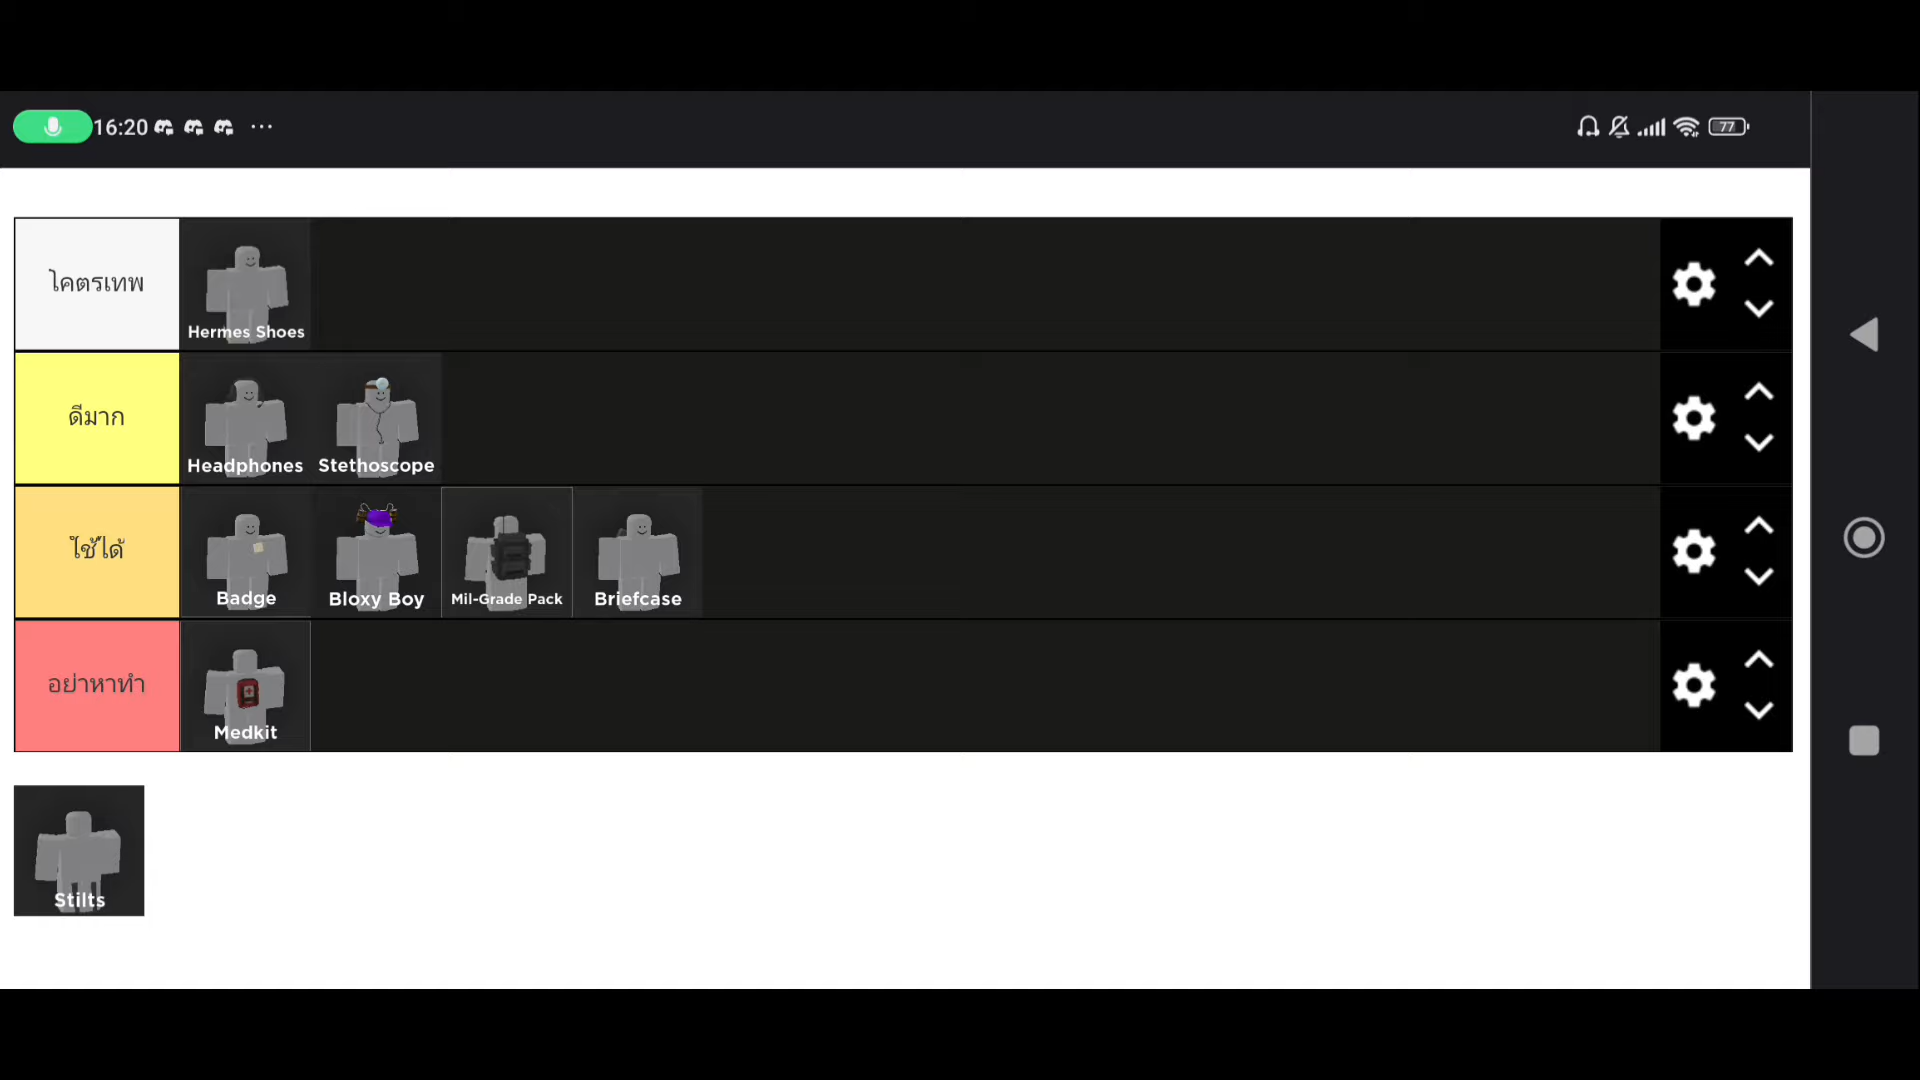 16:20
77
โคตรเทพ
Hermes Shoes
ดีมาก
Headphones
Stethoscope
ใช้ได้
Badge
Bloxy Boy
Mil-Grade Pack
Briefcase
อย่าหาทำ
Medkit
Stilts